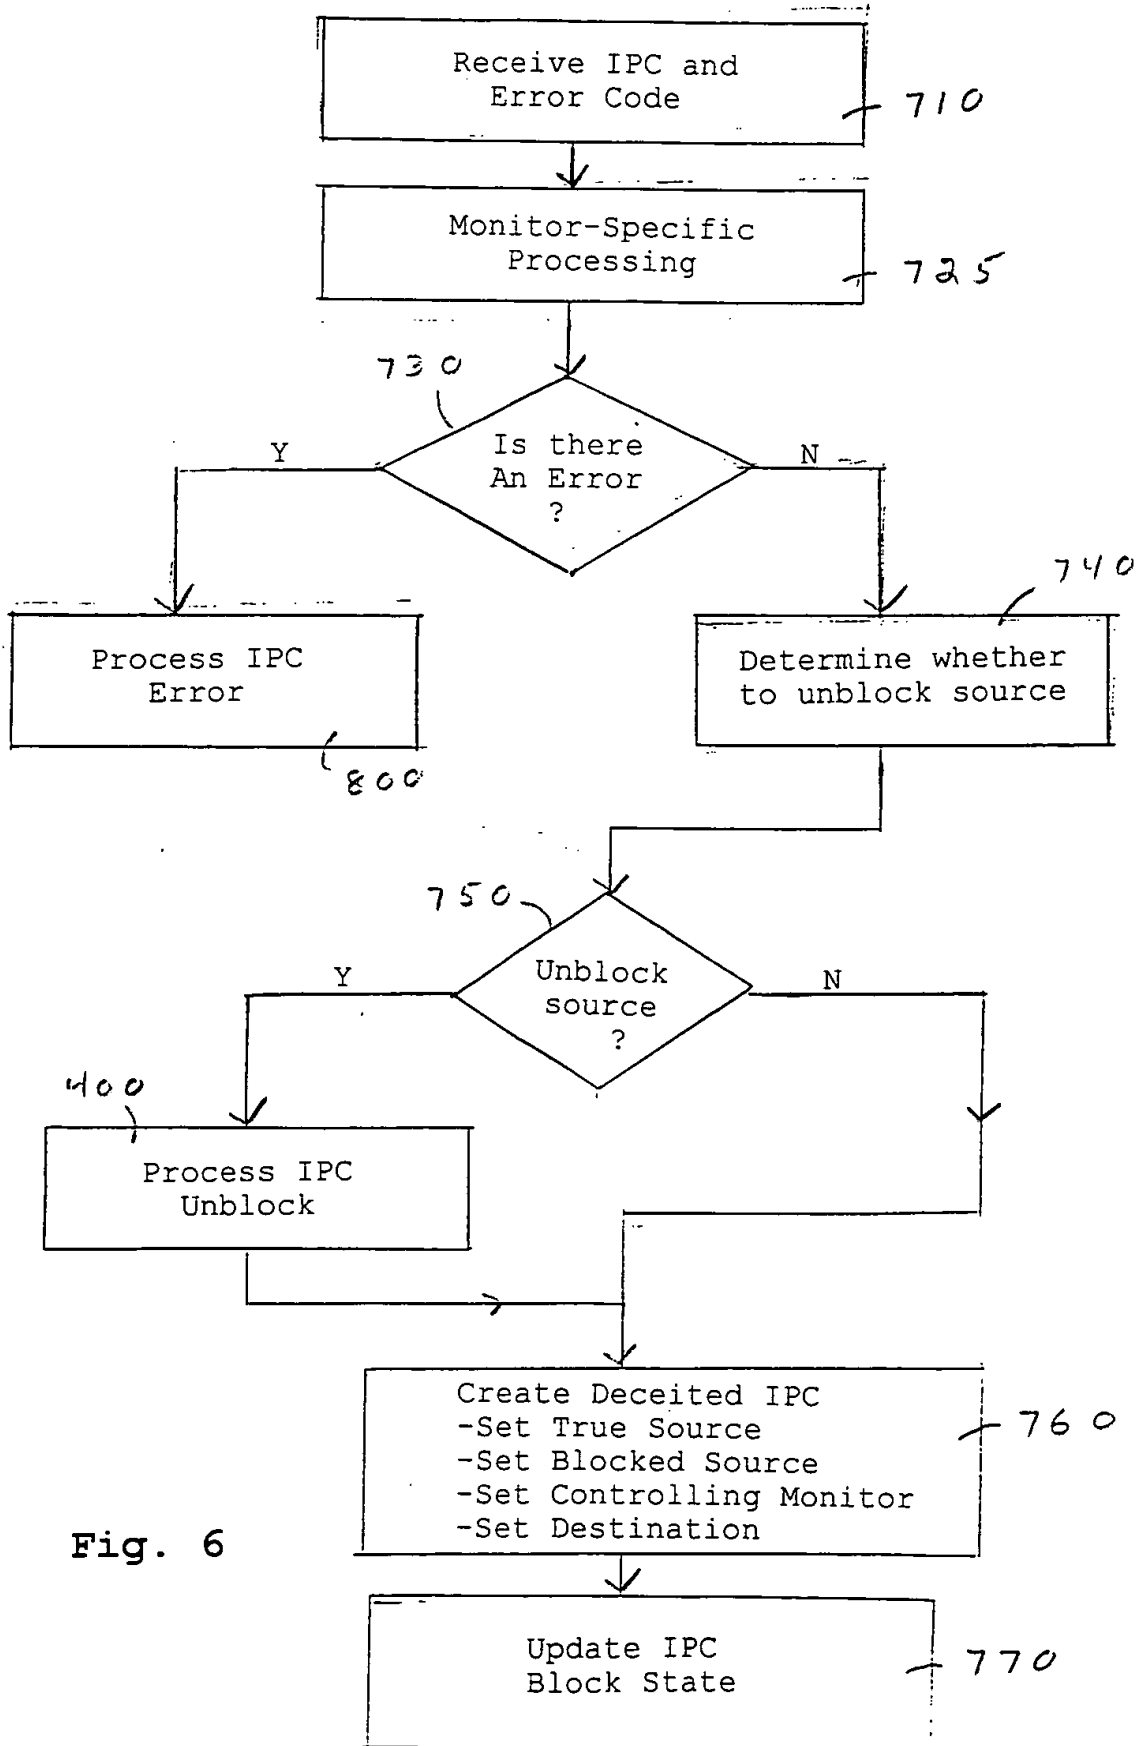 Receive IPC and
Error Code
710
Monitor-Specific
Processing
725
730
Is there
An Error
?
Y
N
740
Process IPC
Error
800
Determine whether
to unblock source
750
Unblock
source
?
Y
N
400
Process IPC
Unblock
Create Deceited IPC
-Set True Source
-Set Blocked Source
-Set Controlling Monitor
-Set Destination
760
Fig. 6
Update IPC
Block State
770